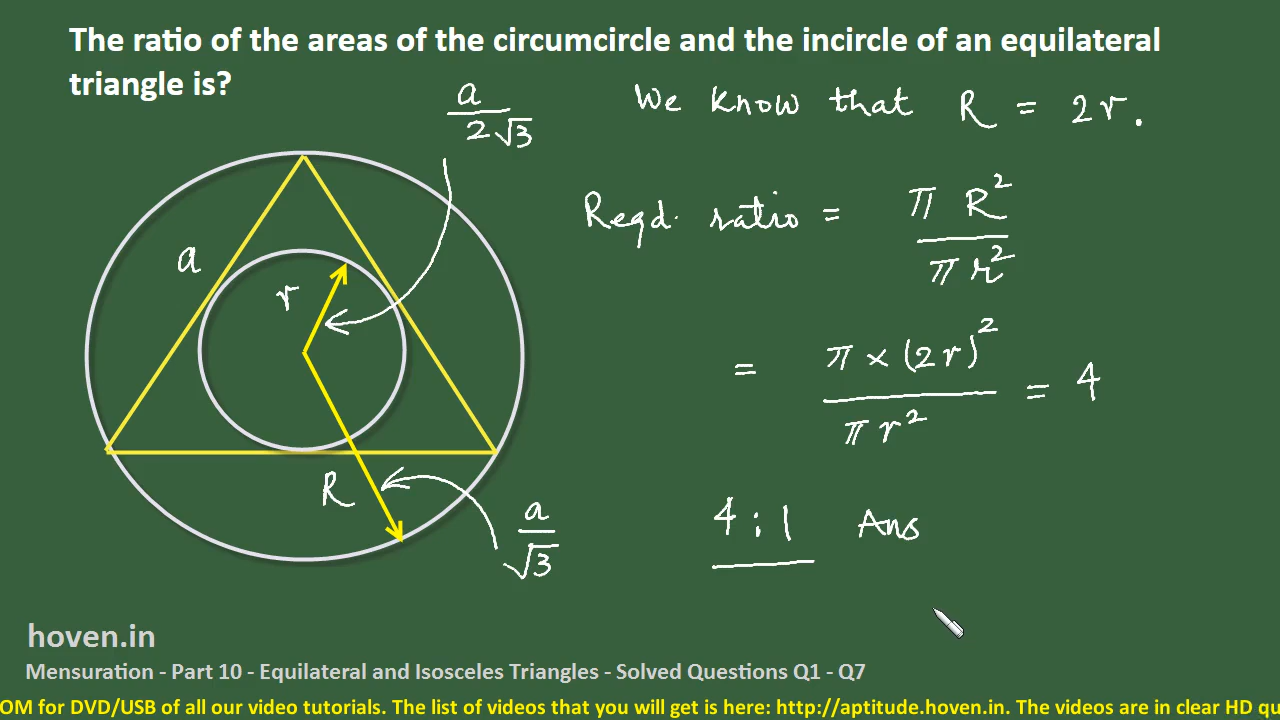 The ratio of the areas of the circumcircle and the incircle of an equilateral
triangle is?
a
2√3
We know that R = 2r.
a
r
Reqd. ratio = π R²
π r²
= π × (2r)² = 4
π r²
R
a
√3
4 : 1 Ans
hoven.in
Mensuration - Part 10 - Equilateral and Isosceles Triangles - Solved Questions Q1 - Q7
OM for DVD/USB of all our video tutorials. The list of videos that you will get is here: http://aptitude.hoven.in. The videos are in clear HD qu